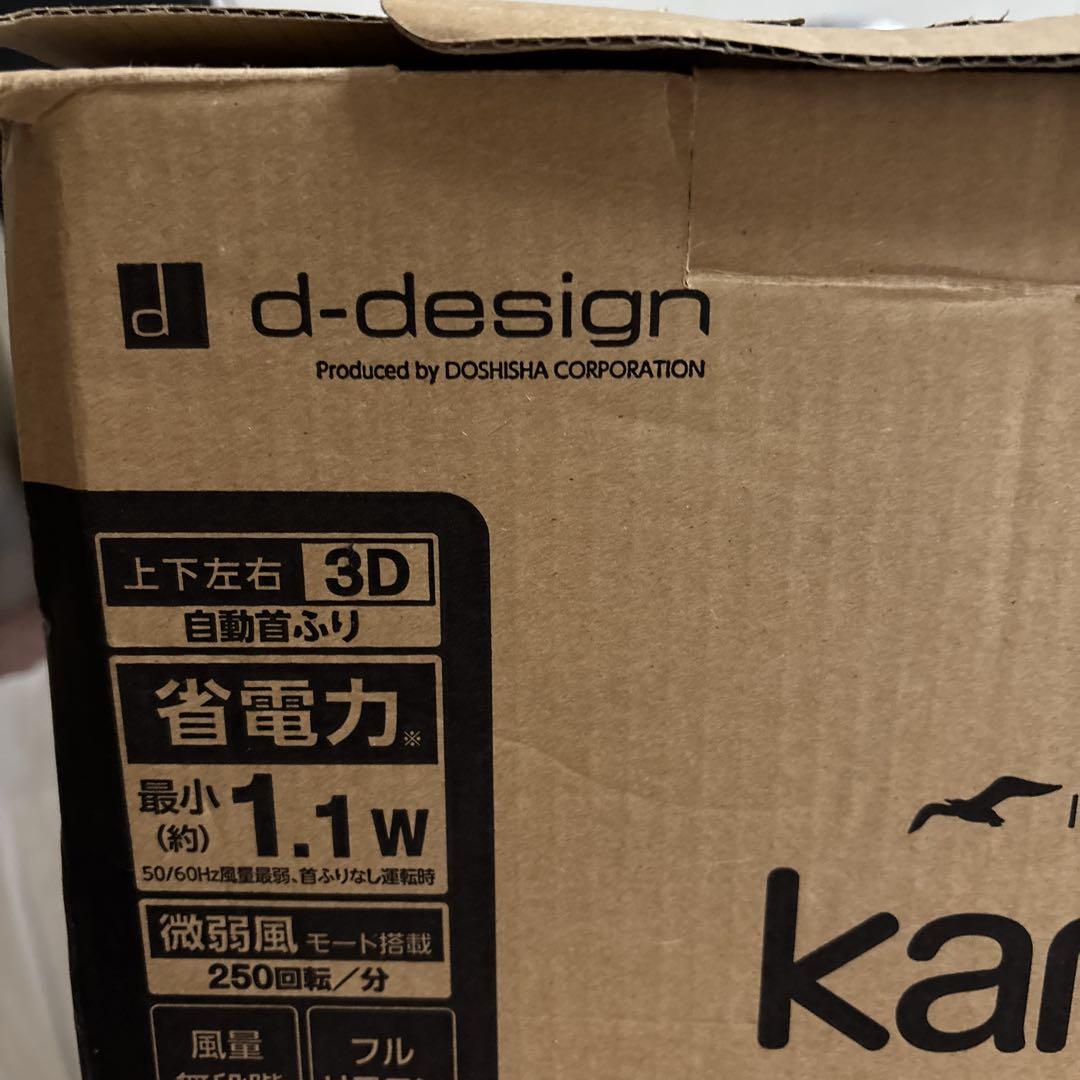 d d-design
Produced by DOSHISHA CORPORATION
上下左右 3D
自動首ふり
省電力※
最小(約) 1.1W
50/60Hz風量最弱、首ふりなし運転時
微弱風 モード搭載
250回転/分
風量
フル